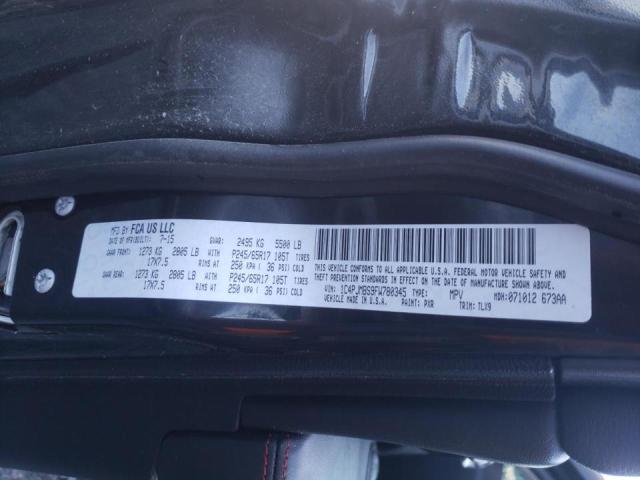 MFD BY FCA US LLC
DATE OF MFR(BUILT): 7-15 GVWR: 2495 KG 5500 LB
GAWR FRONT: 1273 KG 2805 LB WITH P245/65R17 105T TIRES
17X7.5 RIMS AT 250 KPA ( 36 PSI) COLD
GAWR REAR: 1273 KG 2805 LB WITH P245/65R17 105T TIRES
17X7.5 RIMS AT 250 KPA ( 36 PSI) COLD
THIS VEHICLE CONFORMS TO ALL APPLICABLE U.S.A. FEDERAL MOTOR VEHICLE SAFETY, BUMPER, AND
THEFT PREVENTION STANDARDS IN EFFECT ON THE DATE OF MANUFACTURE SHOWN ABOVE.
VIN: 1C4PJMBS9FW780345 TYPE: MPV MDH: 071012 673AA
VEHICLE MADE IN U.S.A. PAINT: PXR TRIM: TLX9